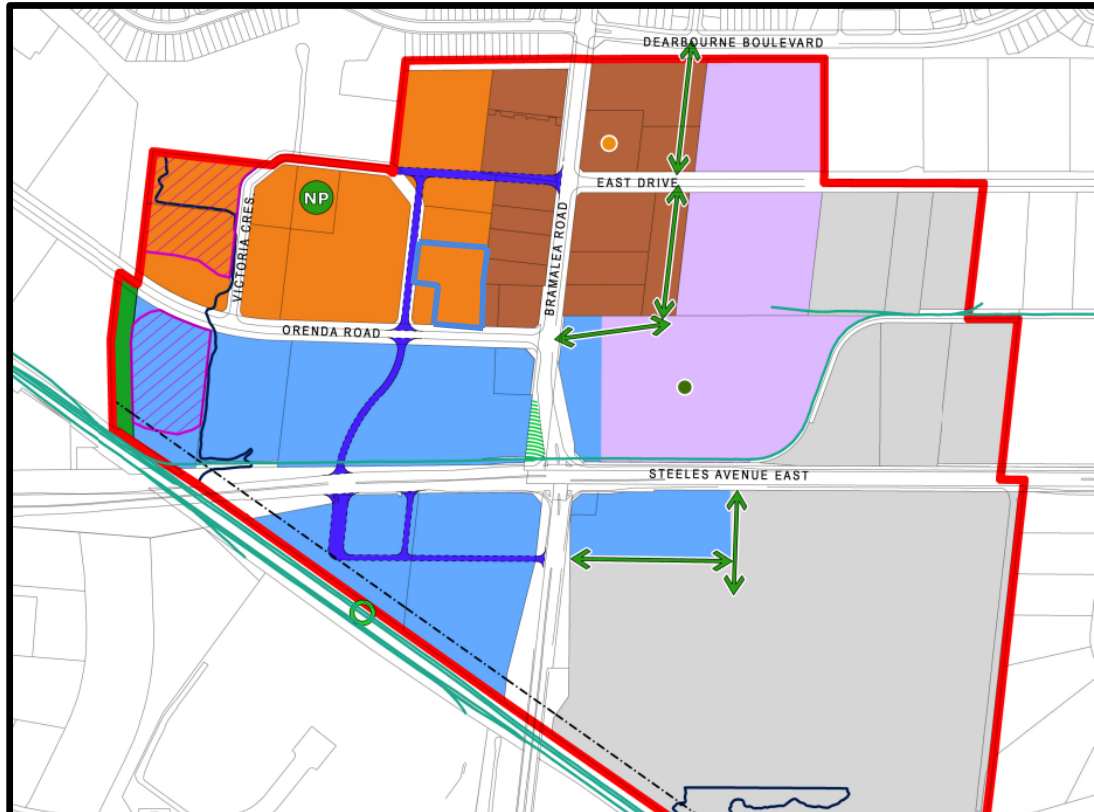 DEARBOURNE BOULEVARD
EAST DRIVE
NP
VICTORIA CRES.
BRAMALEA ROAD
ORENDA ROAD
STEELES AVENUE EAST